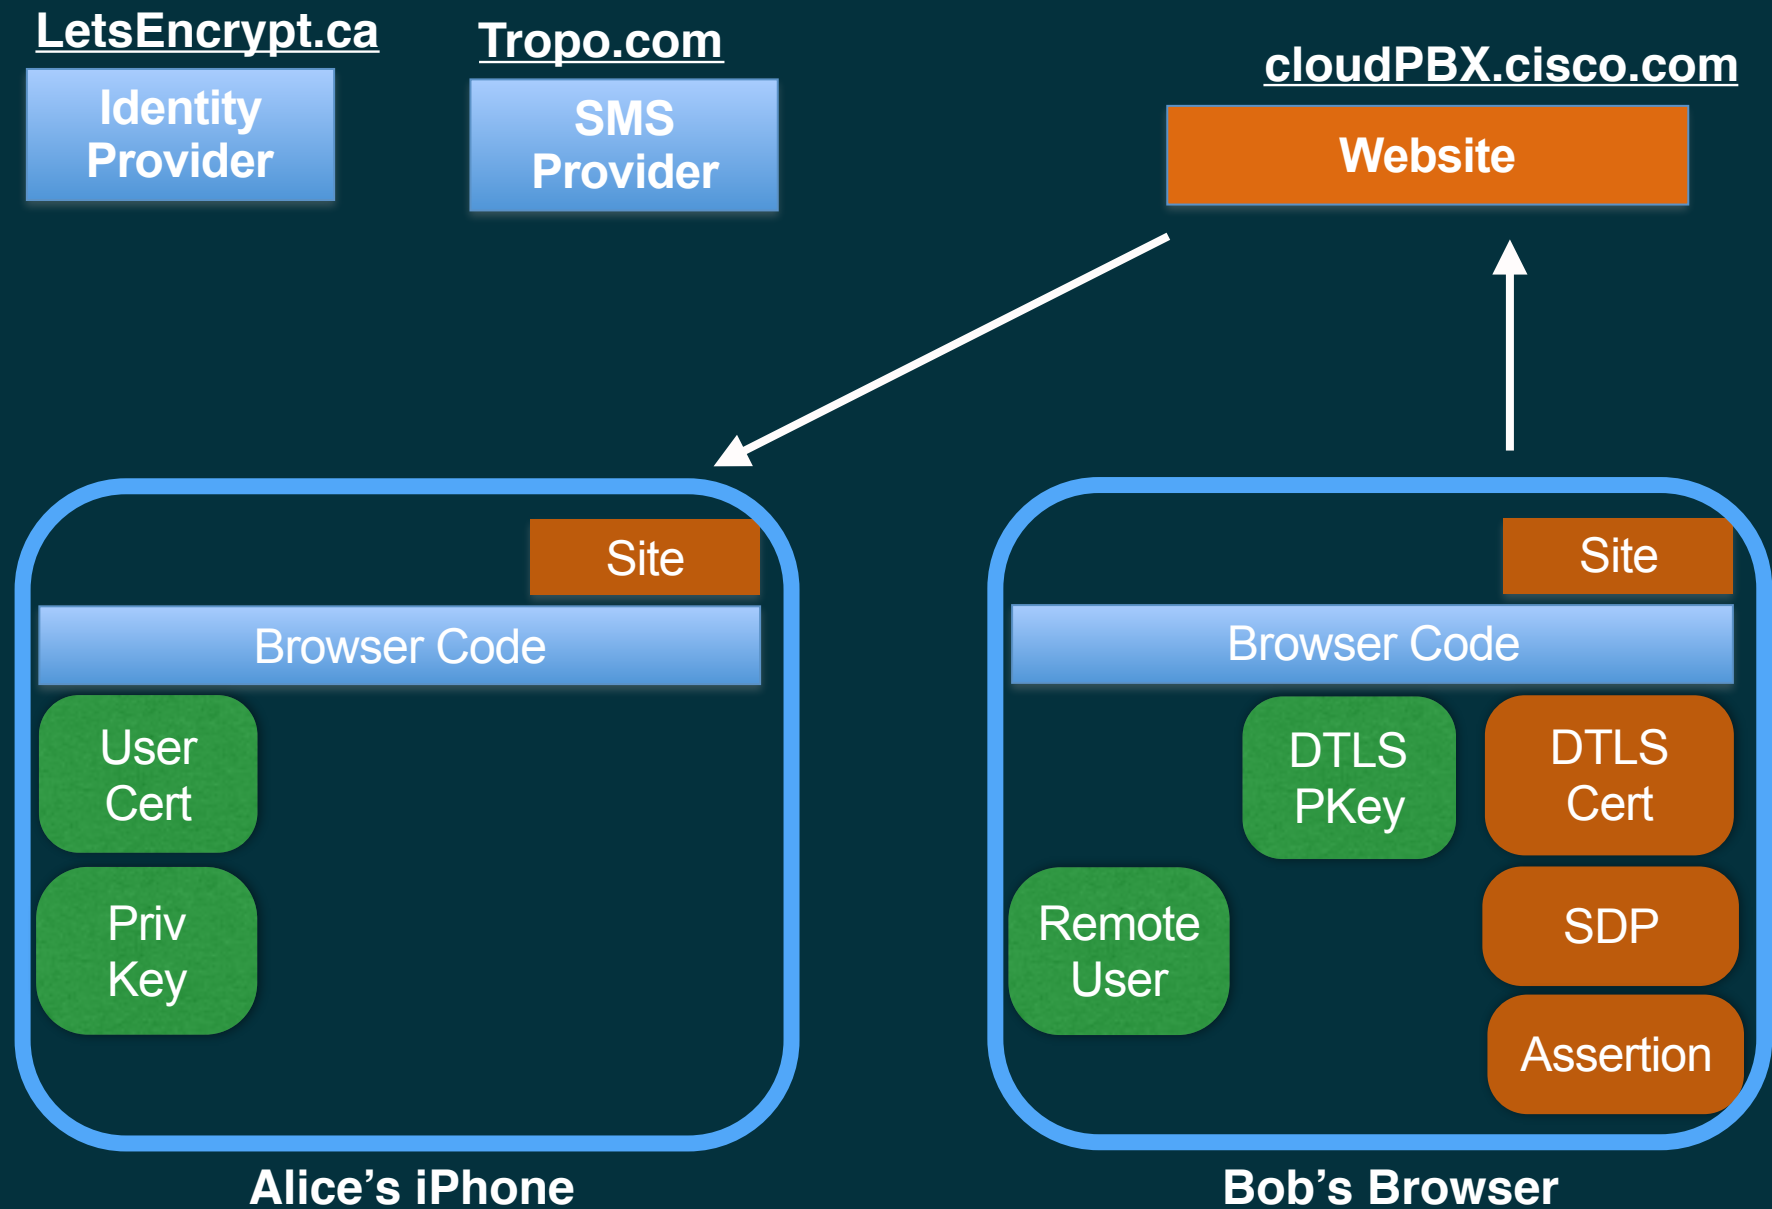 LetsEncrypt.ca
Identity
Provider
Tropo.com
SMS
Provider
cloudPBX.cisco.com
Website
Site
Browser Code
User
Cert
Priv
Key
Alice’s iPhone
Site
Browser Code
DTLS
PKey
DTLS
Cert
Remote
User
SDP
Assertion
Bob’s Browser